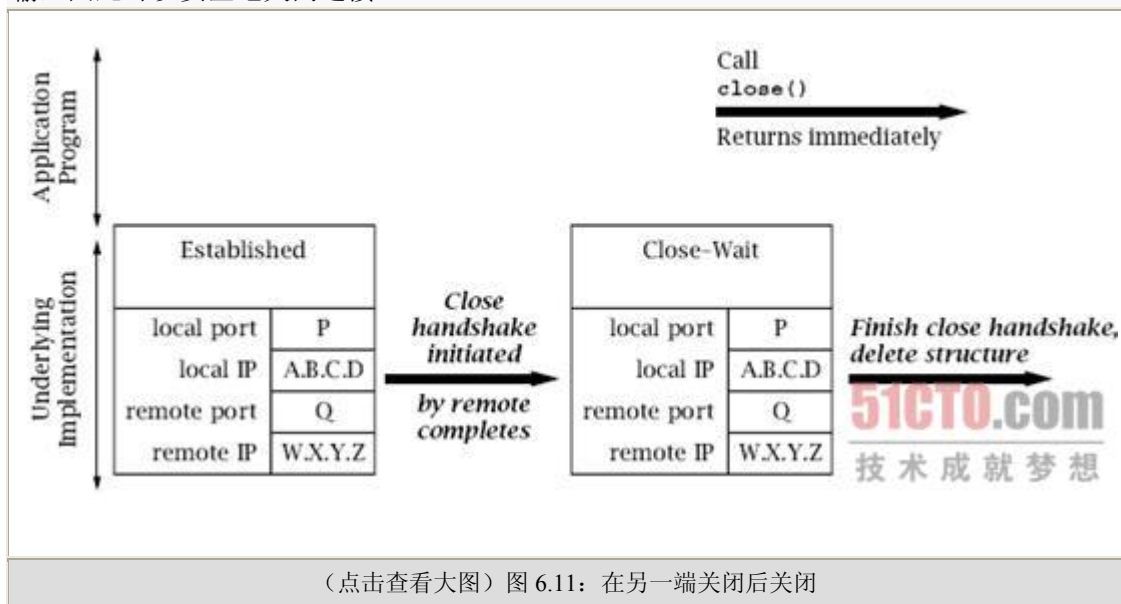 Application
Program
Call
close()
Returns immediately
Underlying
Implementation
Established
local port P
local IP A.B.C.D
remote port Q
remote IP W.X.Y.Z
Close
handshake
initiated
by remote
completes
Close-Wait
local port P
local IP A.B.C.D
remote port Q
remote IP W.X.Y.Z
Finish close handshake,
delete structure
51CTO.com
技术成就梦想
(点击查看大图)图 6.11:在另一端关闭后关闭